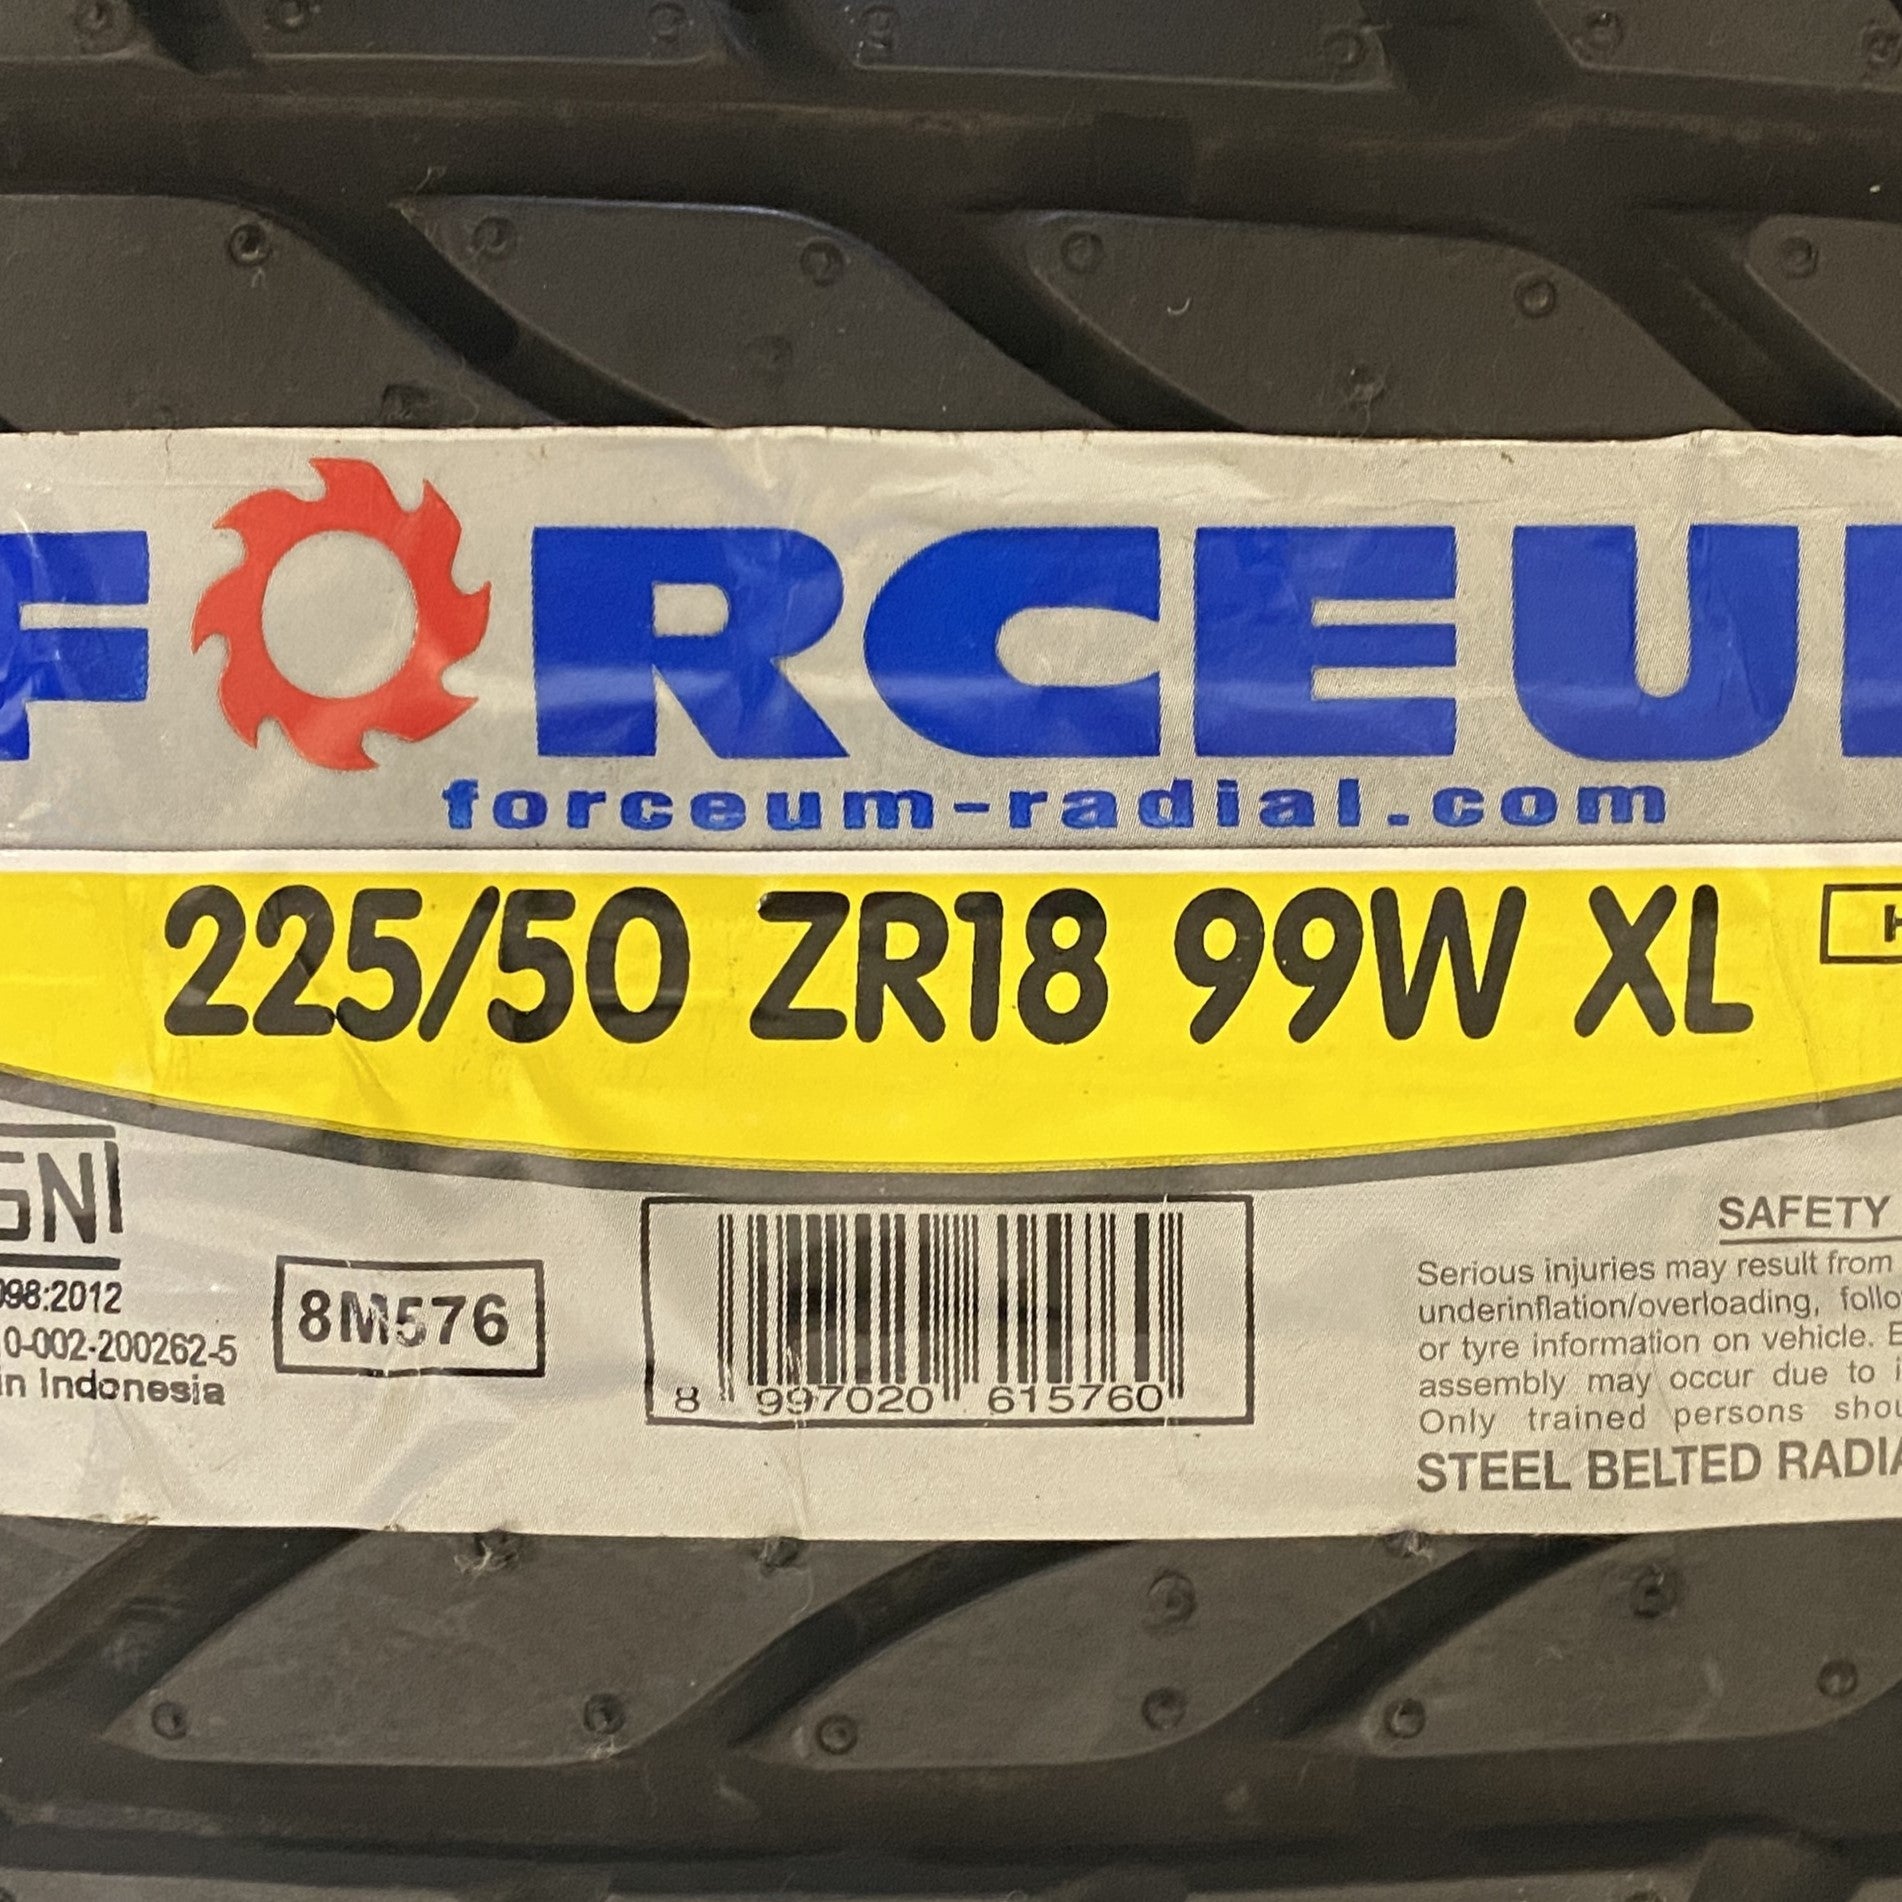 FORCEU
forceum-radial.com
225/50 ZR18 99W XL
SNI
098:2012
0-002-200262-5
in Indonesia
8M576
8 997020 615760
SAFETY
Serious injuries may result from
underinflation/overloading, follo
or tyre information on vehicle. E
assembly may occur due to i
Only trained persons shou
STEEL BELTED RADIA